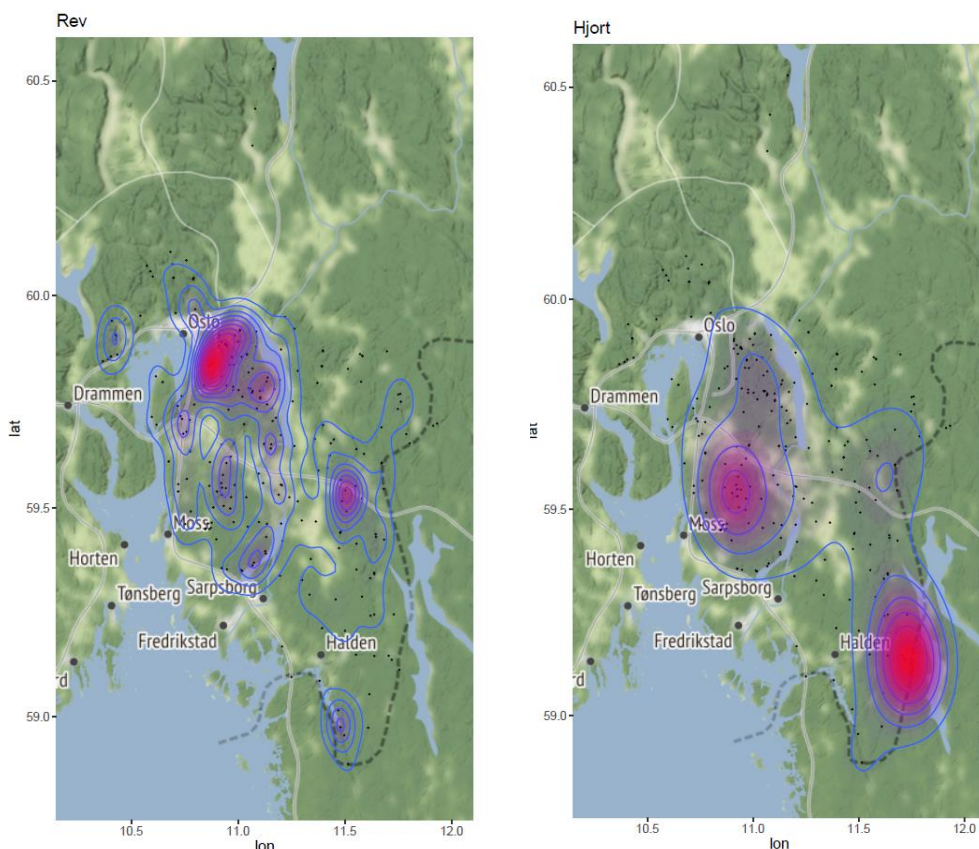 Rev
60.5
60.0
59.5
59.0
lat
10.5
11.0
11.5
12.0
lon
Oslo
Drammen
Moss
Horten
Tønsberg
Sarpsborg
Fredrikstad
Halden
rd
Hjort
60.5
60.0
59.5
59.0
lat
10.5
11.0
11.5
12.0
lon
Oslo
Drammen
Moss
Horten
Tønsberg
Sarpsborg
Fredrikstad
Halden
rd